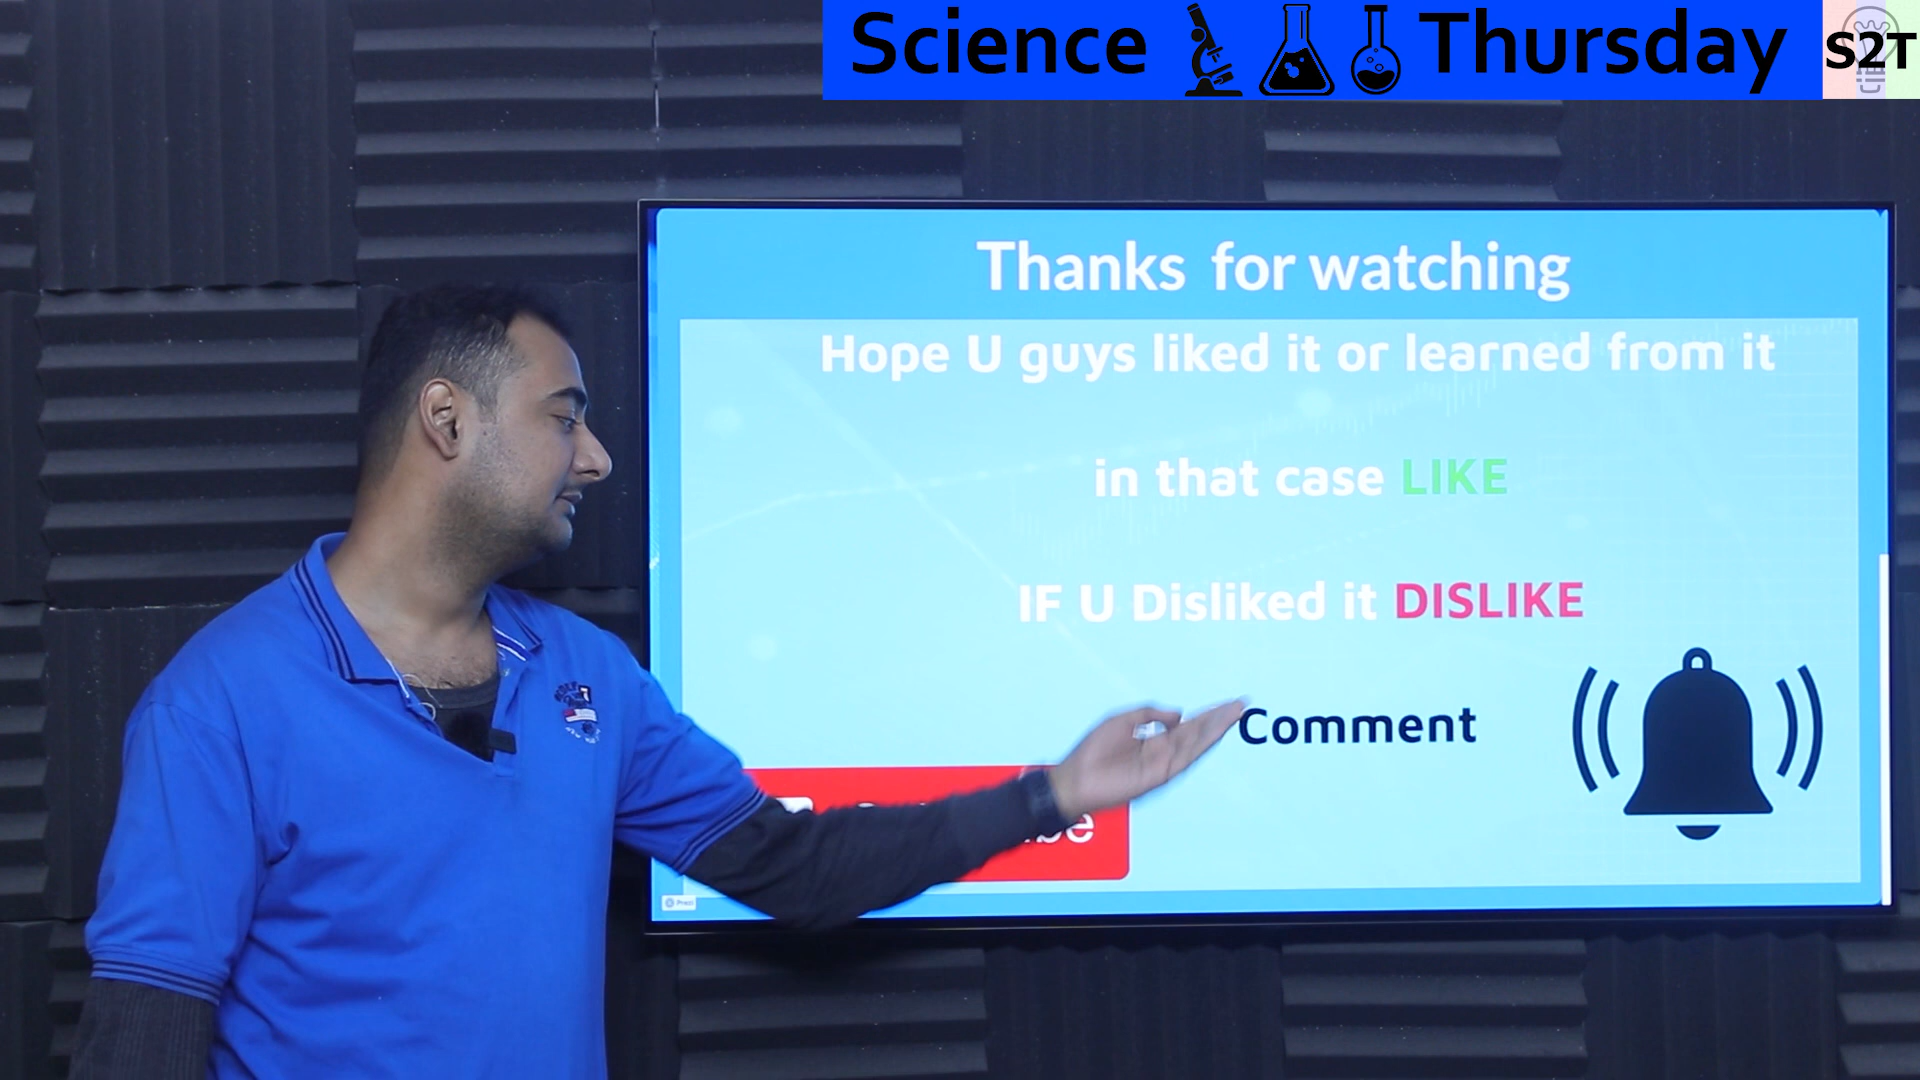 Science Thursday S2T
Thanks for watching
Hope U guys liked it or learned from it
in that case LIKE
IF U Disliked it DISLIKE
Comment
Prezi